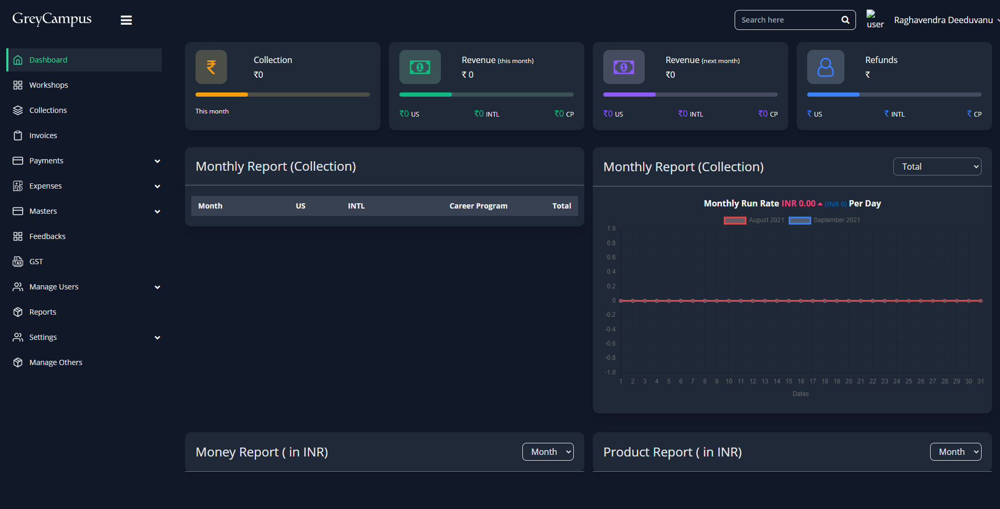 GreyCampus
Search here
user
Raghavendra Deeduvanu
Dashboard
Workshops
Collections
Invoices
Payments
Expenses
Masters
Feedbacks
GST
Manage Users
Reports
Settings
Manage Others
₹
Collection
₹0
This month
1
Revenue (this month)
₹ 0
₹0 US
₹0 INTL
₹0 CP
1
Revenue (next month)
₹0
₹0 US
₹0 INTL
₹0 CP
Refunds
₹
₹ US
₹ INTL
₹ CP
Monthly Report (Collection)
Month US INTL Career Program Total
Monthly Report (Collection)
Total
Monthly Run Rate INR 0.00 (INR 0) Per Day
August 2021 September 2021
1.0
0.8
0.6
0.4
0.2
0
-0.2
-0.4
-0.6
-0.8
-1.0
1 2 3 4 5 6 7 8 9 10 11 12 13 14 15 16 17 18 19 20 21 22 23 24 25 26 27 28 29 30 31
Dates
Money Report ( in INR)
Month
Product Report ( in INR)
Month